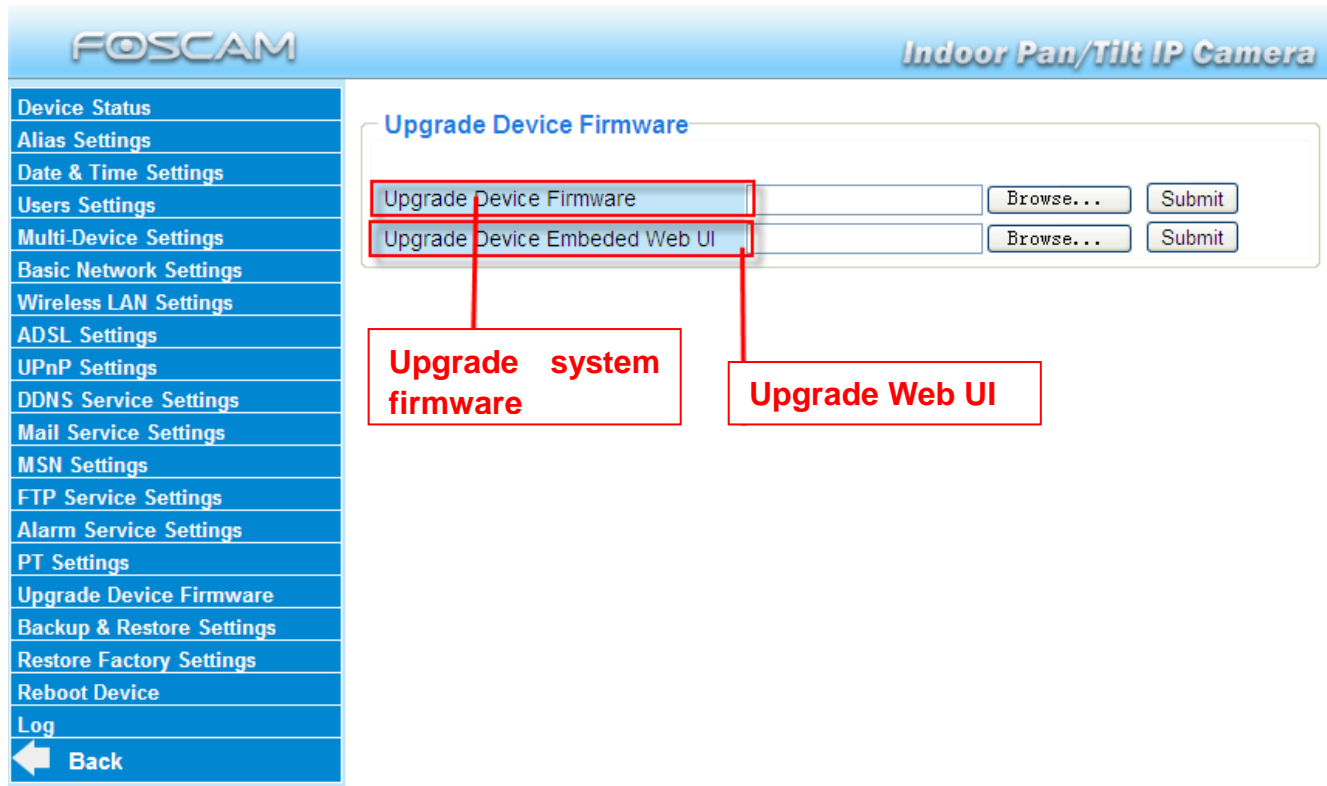 FOSCAM
Indoor Pan/Tilt IP Camera
Device Status
Alias Settings
Date & Time Settings
Users Settings
Multi-Device Settings
Basic Network Settings
Wireless LAN Settings
ADSL Settings
UPnP Settings
DDNS Service Settings
Mail Service Settings
MSN Settings
FTP Service Settings
Alarm Service Settings
PT Settings
Upgrade Device Firmware
Backup & Restore Settings
Restore Factory Settings
Reboot Device
Log
Back
Upgrade Device Firmware
Upgrade Device Firmware Browse... Submit
Upgrade Device Embeded Web UI Browse... Submit
Upgrade system
firmware
Upgrade Web UI